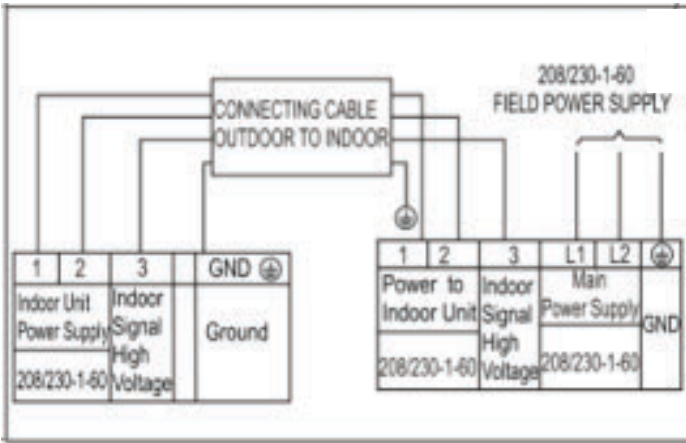 208/230-1-60
FIELD POWER SUPPLY
CONNECTING CABLE
OUTDOOR TO INDOOR
1 2 3 GND
Indoor Unit
Power Supply
208/230-1-60
Indoor
Signal
High
Voltage
Ground
1 2 3 L1 L2
Power to
Indoor Unit
208/230-1-60
Indoor
Signal
High
Voltage
Main
Power Supply
208/230-1-60
GND